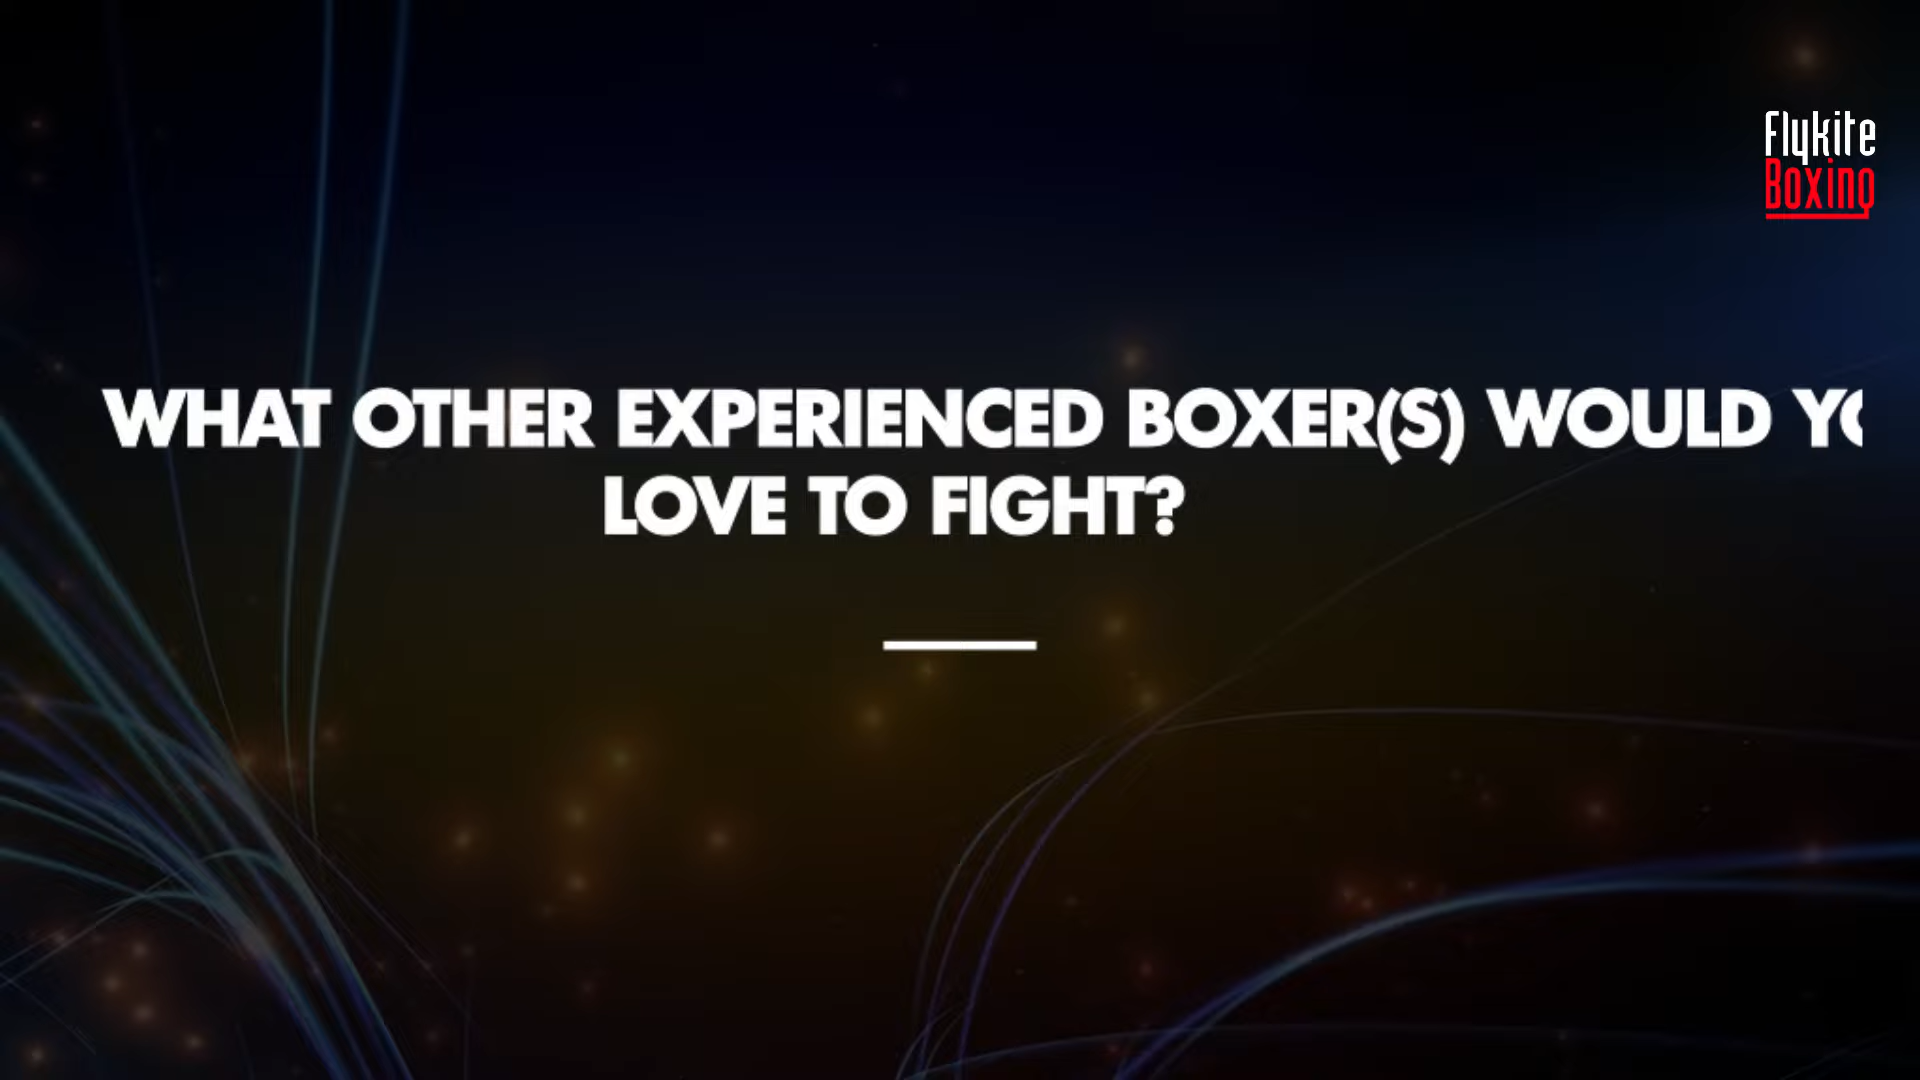 Flykite
Boxing
WHAT OTHER EXPERIENCED BOXER(S) WOULD
LOVE TO FIGHT?